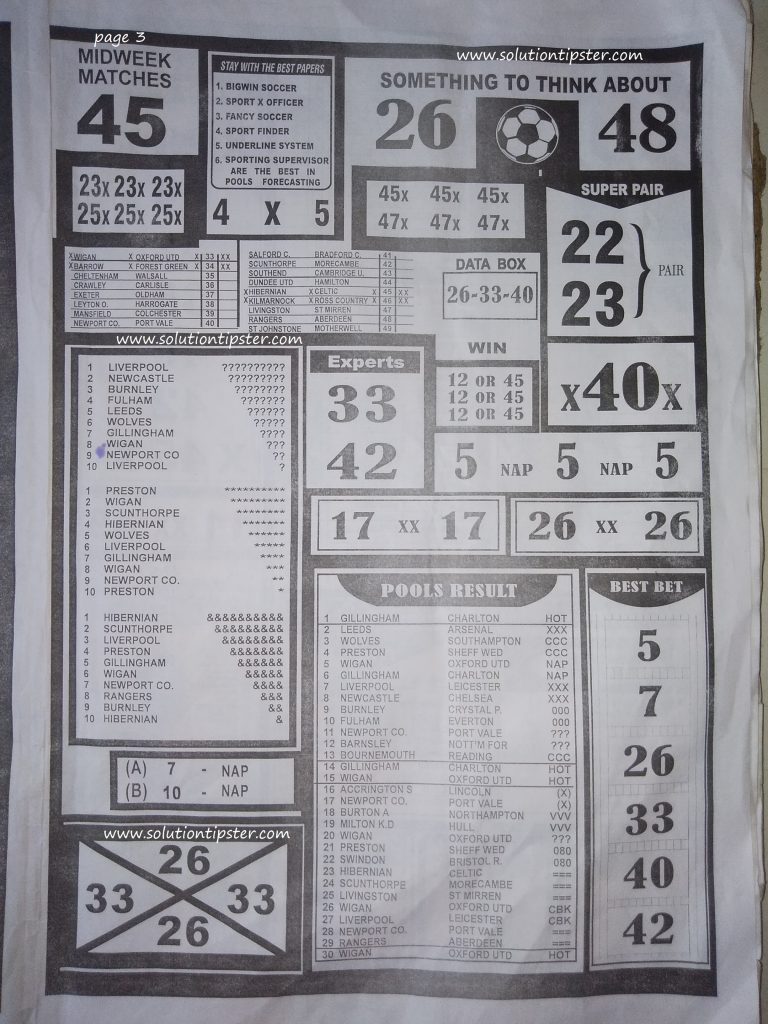 page 3
www.solutiontipster.com
MIDWEEK
MATCHES
45
23x 23x 23x
25x 25x 25x
STAY WITH THE BEST PAPERS
1. BIGWIN SOCCER
2. SPORT X OFFICER
3. FANCY SOCCER
4. SPORT FINDER
5. UNDERLINE SYSTEM
6. SPORTING SUPERVISOR
ARE THE BEST IN
POOLS FORECASTING
4 X 5
SOMETHING TO THINK ABOUT
26 48
45x 45x 45x
47x 47x 47x
SUPER PAIR
22
23
PAIR
X WIGAN X OXFORD UTD X 33 XX
X BARROW X FOREST GREEN X 34 XX
CHELTENHAM WALSALL 35
CRAWLEY CARLISLE 36
EXETER OLDHAM 37
LEYTON O. HARROGATE 38
MANSFIELD COLCHESTER 39
NEWPORT CO. PORT VALE 40
SALFORD C. BRADFORD C. 41
SCUNTHORPE MORECAMBE 42
SOUTHEND CAMBRIDGE U. 43
DUNDEE UTD HAMILTON 44
X HIBERNIAN X CELTIC X 45 XX
X KILMARNOCK X ROSS COUNTRY X 46 XX
LIVINGSTON ST MIRREN 47
RANGERS ABERDEEN 48
ST JOHNSTONE MOTHERWELL 49
DATA BOX
26-33-40
WIN
12 OR 45
12 OR 45
12 OR 45
x40x
www.solutiontipster.com
1 LIVERPOOL ??????????
2 NEWCASTLE ?????????
3 BURNLEY ????????
4 FULHAM ???????
5 LEEDS ??????
6 WOLVES ?????
7 GILLINGHAM ????
8 WIGAN ???
9 NEWPORT CO ??
10 LIVERPOOL ?
1 PRESTON **********
2 WIGAN *********
3 SCUNTHORPE ********
4 HIBERNIAN *******
5 WOLVES ******
6 LIVERPOOL *****
7 GILLINGHAM ****
8 WIGAN ***
9 NEWPORT CO. **
10 PRESTON *
1 HIBERNIAN &&&&&&&&&&
2 SCUNTHORPE &&&&&&&&&
3 LIVERPOOL &&&&&&&&
4 PRESTON &&&&&&&
5 GILLINGHAM &&&&&&
6 WIGAN &&&&&
7 NEWPORT CO. &&&&
8 RANGERS &&&
9 BURNLEY &&
10 HIBERNIAN &
Experts
33
42
5 NAP 5 NAP 5
17 xx 17
26 xx 26
POOLS RESULT
1 GILLINGHAM CHARLTON HOT
2 LEEDS ARSENAL XXX
3 WOLVES SOUTHAMPTON CCC
4 PRESTON SHEFF WED CCC
5 WIGAN OXFORD UTD NAP
6 GILLINGHAM CHARLTON NAP
7 LIVERPOOL LEICESTER XXX
8 NEWCASTLE CHELSEA XXX
9 BURNLEY CRYSTAL P. 000
10 FULHAM EVERTON 000
11 NEWPORT CO. PORT VALE ???
12 BARNSLEY NOTT'M FOR ???
13 BOURNEMOUTH READING CCC
14 GILLINGHAM CHARLTON HOT
15 WIGAN OXFORD UTD HOT
16 ACCRINGTON S LINCOLN (X)
17 NEWPORT CO. PORT VALE (X)
18 BURTON A NORTHAMPTON VVV
19 MILTON K.D HULL VVV
20 WIGAN OXFORD UTD ???
21 PRESTON SHEFF WED 080
22 SWINDON BRISTOL R. 080
23 HIBERNIAN CELTIC ===
24 SCUNTHORPE MORECAMBE ===
25 LIVINGSTON ST MIRREN ===
26 WIGAN OXFORD UTD CBK
27 LIVERPOOL LEICESTER CBK
28 NEWPORT CO. PORT VALE ===
29 RANGERS ABERDEEN ===
30 WIGAN OXFORD UTD HOT
BEST BET
5
7
26
33
40
42
(A) 7 - NAP
(B) 10 - NAP
www.solutiontipster.com
26
33 33
26